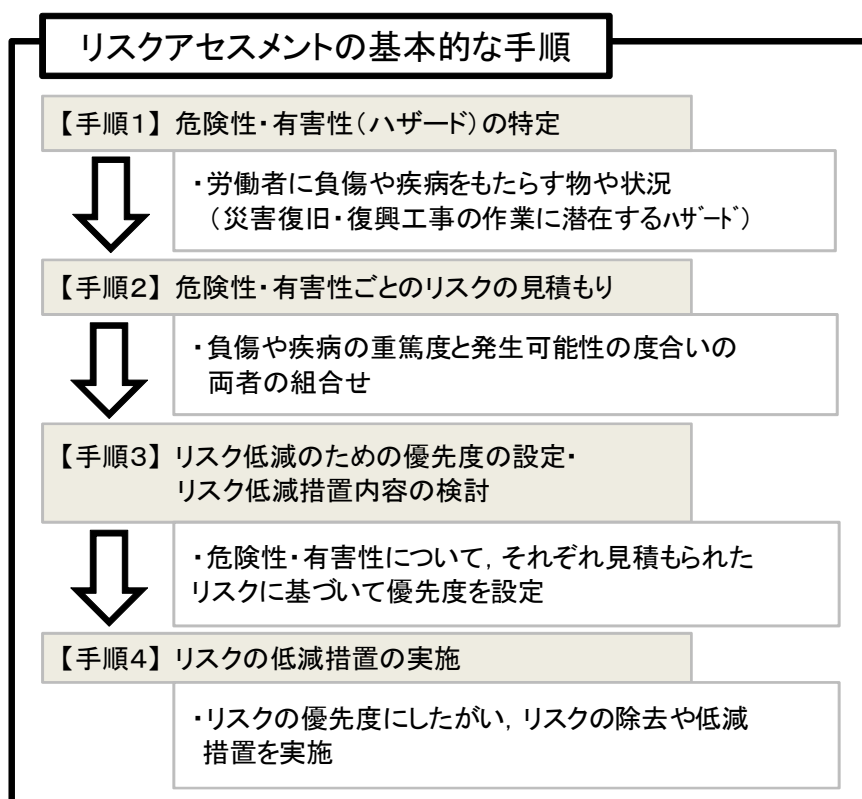 リスクアセスメントの基本的な手順
【手順1】 危険性・有害性(ハザード)の特定
・労働者に負傷や疾病をもたらす物や状況
(災害復旧・復興工事の作業に潜在するﾊｻﾞｰﾄﾞ)
【手順2】 危険性・有害性ごとのリスクの見積もり
・負傷や疾病の重篤度と発生可能性の度合いの
両者の組合せ
【手順3】 リスク低減のための優先度の設定・
リスク低減措置内容の検討
・危険性・有害性について，それぞれ見積もられた
リスクに基づいて優先度を設定
【手順4】 リスクの低減措置の実施
・リスクの優先度にしたがい，リスクの除去や低減
措置を実施